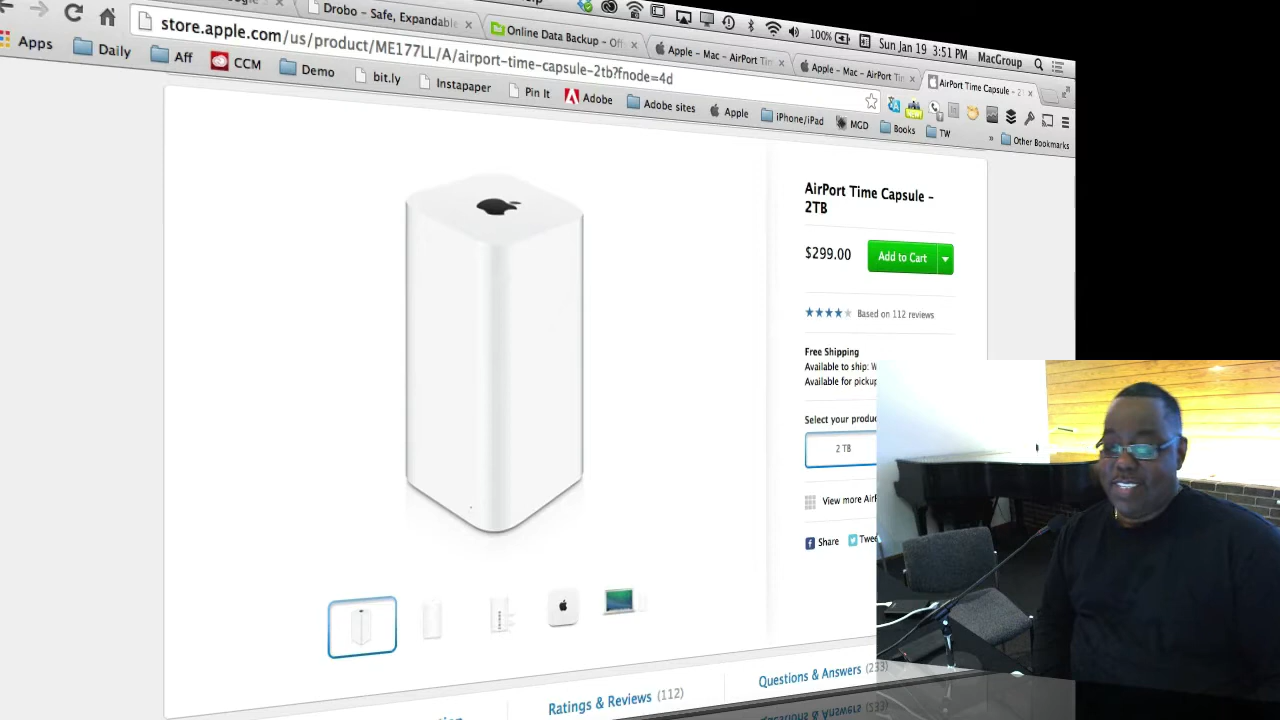 Drobo - Safe, Expandable
Online Data Backup - Off
Apple - Mac - AirPort Tim
Apple - Mac - AirPort Tim
AirPort Time Capsule - 2T
100%
Sun Jan 19 3:51 PM MacGroup
store.apple.com/us/product/ME177LL/A/airport-time-capsule-2tb?fnode=4d
Apps
Daily
Aff
CCM
Demo
bit.ly
Instapaper
Pin It
Adobe
Adobe sites
Apple
iPhone/iPad
MGD
Books
TW
»
Other Bookmarks
AirPort Time Capsule –
2TB
$299.00
Add to Cart
Based on 112 reviews
Free Shipping
Available to ship: W
Available for pickup
Select your produc
2 TB
View more AirP
Share
Twee
Ratings & Reviews (112)
Questions & Answers (233)